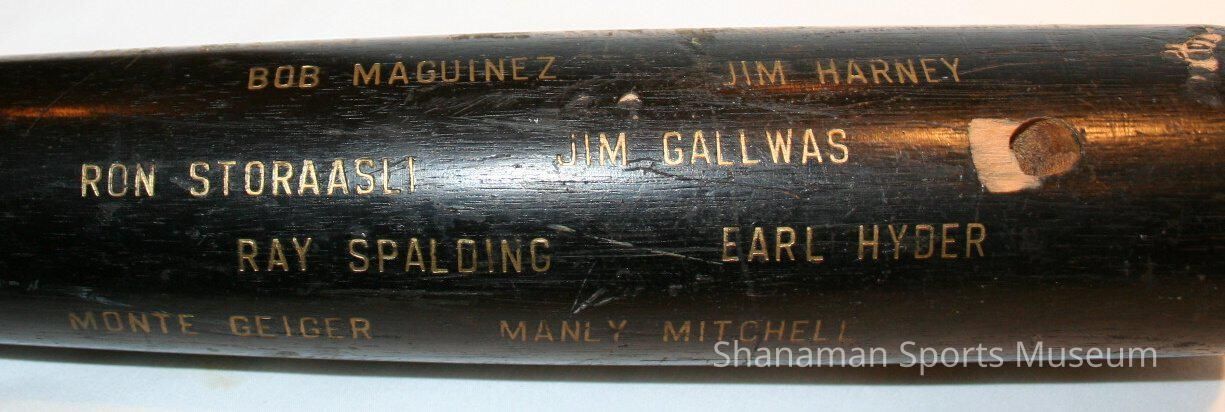 BOB MAGUINEZ JIM HARNEY
JIM GALLWAS
RON STORAASLI
RAY SPALDING EARL HYDER
MONTE GEIGER MANLY MITCHELL
Shanaman Sports Museum